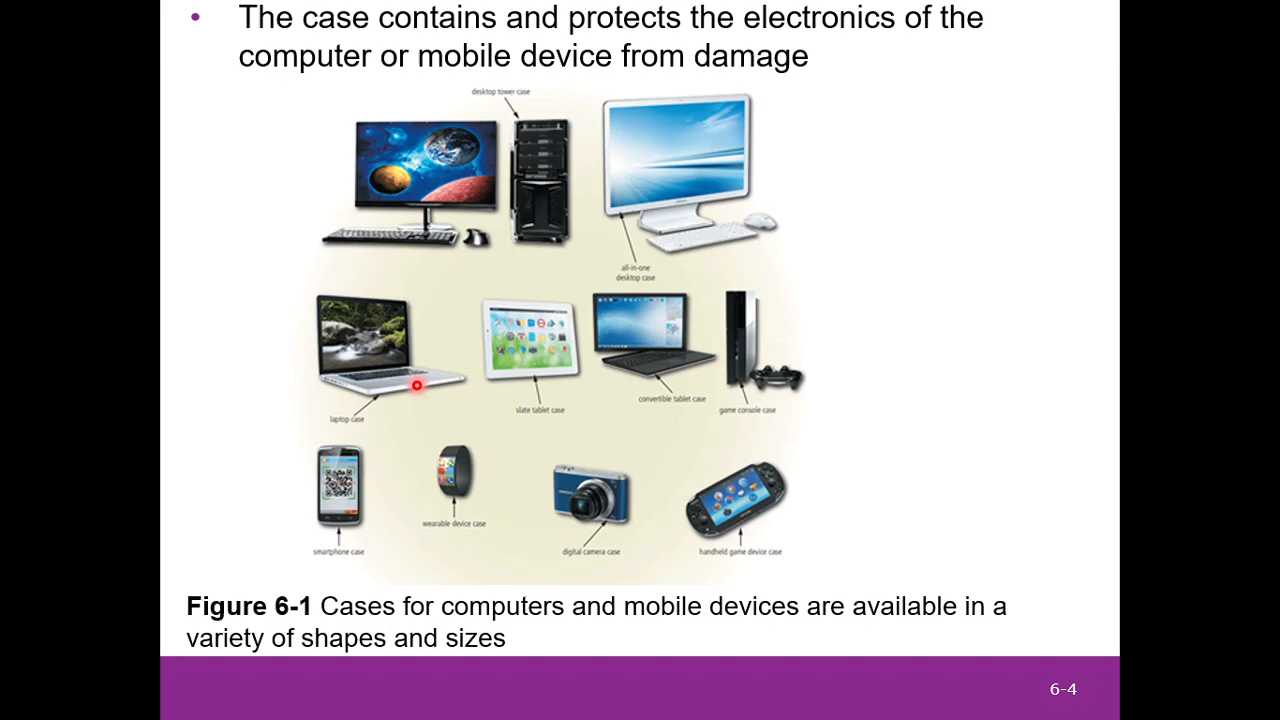 • The case contains and protects the electronics of the
computer or mobile device from damage
desktop tower case
all-in-one
desktop case
laptop case
slate tablet case
convertible tablet case
game console case
smartphone case
wearable device case
digital camera case
handheld game device case
Figure 6-1 Cases for computers and mobile devices are available in a
variety of shapes and sizes
6-4